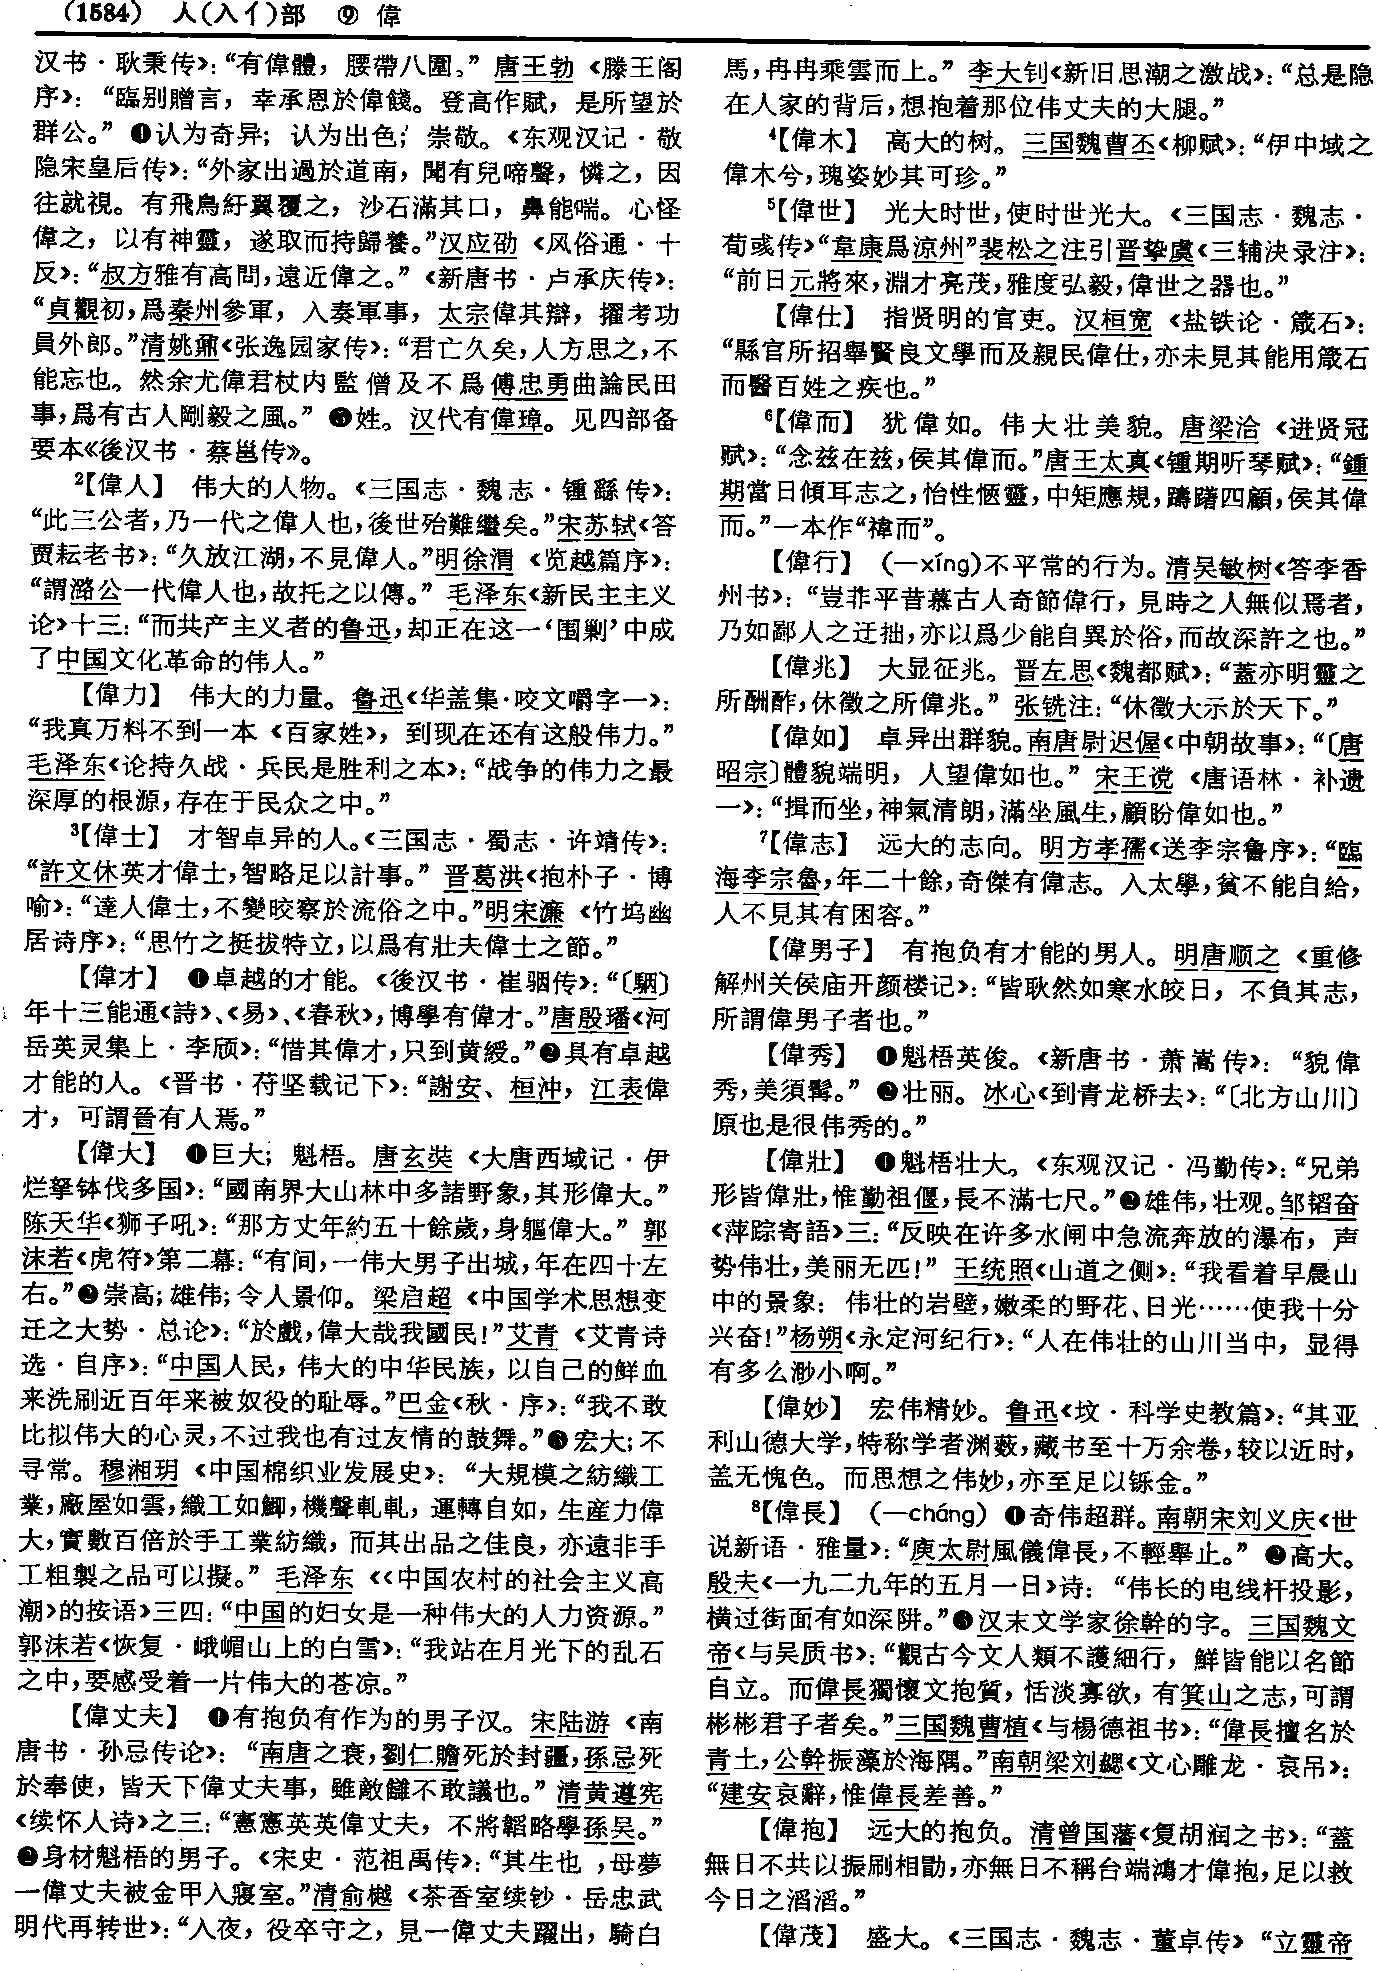 （1584） 人(入亻)部 ⑨ 偉
汉书·耿秉传》：“有偉體，腰帶八圍。”唐王勃《滕王阁
序》：“臨别贈言，幸承恩於偉餞。登高作賦，是所望於
群公。”❹认为奇异；认为出色；崇敬。《东观汉记·敬
隐宋皇后传》：“外家出過於道南，聞有兒啼聲，憐之，因
往就視。有飛鳥紆翼覆之，沙石滿其口，鼻能喘。心怪
偉之，以有神靈，遂取而持歸養。”汉应劭《风俗通·十
反》：“叔方雅有高問，遠近偉之。”《新唐书·卢承庆传》：
“貞觀初，爲秦州參軍，入奏軍事，太宗偉其辯，擢考功
員外郎。”清姚鼐《张逸园家传》：“君亡久矣，人方思之，不
能忘也。然余尤偉君杖内監僧及不爲傅忠勇曲論民田
事，爲有古人剛毅之風。”❺姓。汉代有偉璋。见四部备
要本《後汉书·蔡邕传》。
2【偉人】 伟大的人物。《三国志·魏志·锺繇传》：
“此三公者，乃一代之偉人也，後世殆難繼矣。”宋苏轼《答
贾耘老书》：“久放江湖，不見偉人。”明徐渭《览越篇序》：
“謂潞公一代偉人也，故托之以傳。”毛泽东《新民主主义
论》十三：“而共产主义者的鲁迅，却正在这一‘围剿’中成
了中国文化革命的伟人。”
【偉力】 伟大的力量。鲁迅《华盖集·咬文嚼字一》：
“我真万料不到一本《百家姓》，到现在还有这般伟力。”
毛泽东《论持久战·兵民是胜利之本》：“战争的伟力之最
深厚的根源，存在于民众之中。”
3【偉士】 才智卓异的人。《三国志·蜀志·许靖传》：
“許文休英才偉士，智略足以計事。”晋葛洪《抱朴子·博
喻》：“達人偉士，不變晈察於流俗之中。”明宋濂《竹坞幽
居诗序》：“思竹之挺拔特立，以爲有壯夫偉士之節。”
【偉才】 ❶卓越的才能。《後汉书·崔骃传》：“〔駰〕
年十三能通《詩》、《易》、《春秋》，博學有偉才。”唐殷璠《河
岳英灵集上·李颀》：“惜其偉才，只到黄綬。”❷具有卓越
才能的人。《晋书·苻坚载记下》：“謝安、桓沖，江表偉
才，可謂晉有人焉。”
【偉大】 ❶巨大；魁梧。唐玄奘《大唐西域记·伊
烂拏钵伐多国》：“國南界大山林中多諸野象，其形偉大。”
陈天华《狮子吼》：“那方丈年約五十餘歲，身軀偉大。”郭
沫若《虎符》第二幕：“有间，一伟大男子出城，年在四十左
右。”❷崇高；雄伟；令人景仰。梁启超《中国学术思想变
迁之大势·总论》：“於戲，偉大哉我國民！”艾青《艾青诗
选·自序》：“中国人民，伟大的中华民族，以自己的鲜血
来洗刷近百年来被奴役的耻辱。”巴金《秋·序》：“我不敢
比拟伟大的心灵，不过我也有过友情的鼓舞。”❸宏大；不
寻常。穆湘玥《中国棉织业发展史》：“大規模之紡織工
業，廠屋如雲，織工如鯽，機聲軋軋，運轉自如，生産力偉
大，實數百倍於手工業紡織，而其出品之佳良，亦遠非手
工粗製之品可以擬。”毛泽东《〈中国农村的社会主义高
潮〉的按语》三四：“中国的妇女是一种伟大的人力资源。”
郭沫若《恢复·峨嵋山上的白雪》：“我站在月光下的乱石
之中，要感受着一片伟大的苍凉。”
【偉丈夫】 ❶有抱负有作为的男子汉。宋陆游《南
唐书·孙忌传论》：“南唐之衰，劉仁贍死於封疆，孫忌死
於奉使，皆天下偉丈夫事，雖敵讎不敢議也。”清黄遵宪
《续怀人诗》之三：“憲憲英英偉丈夫，不將韜略學孫吴。”
❷身材魁梧的男子。《宋史·范祖禹传》：“其生也，母夢
一偉丈夫被金甲入寢室。”清俞樾《茶香室续钞·岳忠武
明代再转世》：“入夜，役卒守之，見一偉丈夫躍出，騎白
馬，冉冉乘雲而上。”李大钊《新旧思潮之激战》：“总是隐
在人家的背后，想抱着那位伟丈夫的大腿。”
4【偉木】 高大的树。三国魏曹丕《柳赋》：“伊中域之
偉木兮，瑰姿妙其可珍。”
5【偉世】 光大时世，使时世光大。《三国志·魏志·
荀彧传》“韋康爲涼州”裴松之注引晋挚虞《三辅决录注》：
“前日元將來，淵才亮茂，雅度弘毅，偉世之器也。”
【偉仕】 指贤明的官吏。汉桓宽《盐铁论·箴石》：
“縣官所招舉賢良文學而及親民偉仕，亦未見其能用箴石
而醫百姓之疾也。”
6【偉而】 犹偉如。伟大壮美貌。唐梁洽《进贤冠
赋》：“念兹在兹，侯其偉而。”唐王太真《锺期听琴赋》：“鍾
期當日傾耳志之，怡性愜靈，中矩應規，躊躇四顧，侯其偉
而。”一本作“禕而”。
【偉行】 （—xíng)不平常的行为。清吴敏树《答李香
州书》：“豈菲平昔慕古人奇節偉行，見時之人無似焉者，
乃如鄙人之迂拙，亦以爲少能自異於俗，而故深許之也。”
【偉兆】 大显征兆。晋左思《魏都赋》：“蓋亦明靈之
所酬酢，休徵之所偉兆。”张铣注：“休徵大示於天下。”
【偉如】 卓异出群貌。南唐尉迟偓《中朝故事》：“〔唐
昭宗〕體貌端明，人望偉如也。”宋王谠《唐语林·补遗
一》：“揖而坐，神氣清朗，滿坐風生，顧盼偉如也。”
7【偉志】 远大的志向。明方孝孺《送李宗鲁序》：“臨
海李宗魯，年二十餘，奇傑有偉志。入太學，貧不能自給，
人不見其有困容。”
【偉男子】 有抱负有才能的男人。明唐顺之《重修
解州关侯庙开颜楼记》：“皆耿然如寒水皎日，不負其志，
所謂偉男子者也。”
【偉秀】 ❶魁梧英俊。《新唐书·萧嵩传》：“貌偉
秀，美須髯。”❷壮丽。冰心《到青龙桥去》：“〔北方山川〕
原也是很伟秀的。”
【偉壯】 ❶魁梧壮大。《东观汉记·冯勤传》：“兄弟
形皆偉壯，惟勤祖偃，長不滿七尺。”❷雄伟，壮观。邹韬奋
《萍踪寄語》三：“反映在许多水闸中急流奔放的瀑布，声
势伟壮，美丽无匹！”王统照《山道之侧》：“我看着早晨山
中的景象：伟壮的岩壁，嫩柔的野花、日光……使我十分
兴奋！”杨朔《永定河纪行》：“人在伟壮的山川当中，显得
有多么渺小啊。”
【偉妙】 宏伟精妙。鲁迅《坟·科学史教篇》：“其亚
利山德大学，特称学者渊薮，藏书至十万余卷，较以近时，
盖无愧色。而思想之伟妙，亦至足以铄金。”
8【偉長】 （—cháng）❶奇伟超群。南朝宋刘义庆《世
说新语·雅量》：“庾太尉風儀偉長，不輕舉止。”❷高大。
殷夫《一九二九年的五月一日》诗：“伟长的电线杆投影，
横过街面有如深阱。”❸汉末文学家徐幹的字。三国魏文
帝《与吴质书》：“觀古今文人類不護細行，鮮皆能以名節
自立。而偉長獨懷文抱質，恬淡寡欲，有箕山之志，可謂
彬彬君子者矣。”三国魏曹植《与楊德祖书》：“偉長擅名於
青土，公幹振藻於海隅。”南朝梁刘勰《文心雕龙·哀吊》：
“建安哀辭，惟偉長差善。”
【偉抱】 远大的抱负。清曾国藩《复胡润之书》：“蓋
無日不共以振刷相勖，亦無日不稱台端鴻才偉抱，足以救
今日之滔滔。”
【偉茂】 盛大。《三国志·魏志·董卓传》“立靈帝